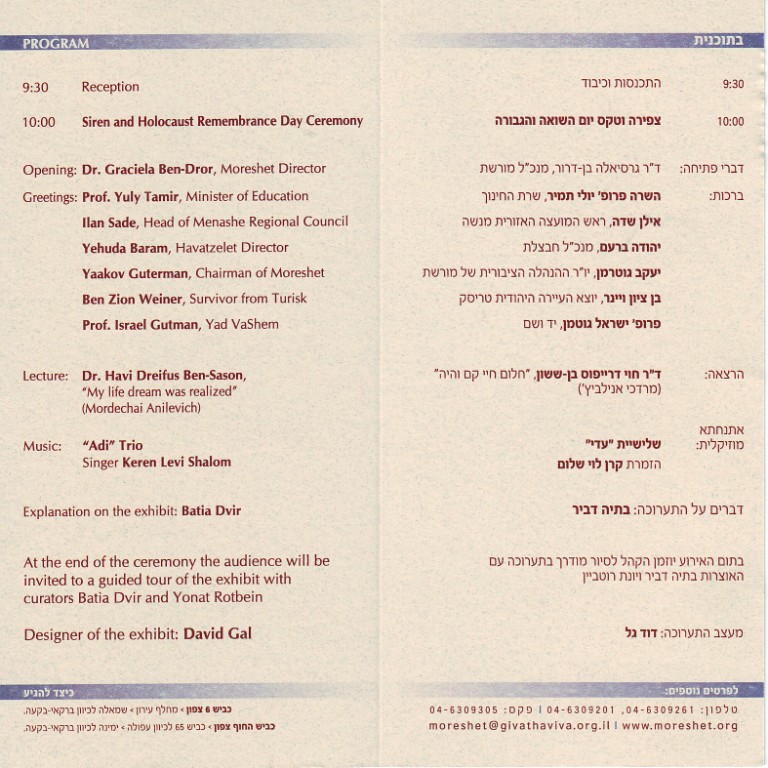 PROGRAM
9:30 Reception
10:00 Siren and Holocaust Remembrance Day Ceremony
Opening: Dr. Graciela Ben-Dror, Moreshet Director
Greetings: Prof. Yuly Tamir, Minister of Education
Ilan Sade, Head of Menashe Regional Council
Yehuda Baram, Havatzelet Director
Yaakov Guterman, Chairman of Moreshet
Ben Zion Weiner, Survivor from Turisk
Prof. Israel Gutman, Yad VaShem
Lecture: Dr. Havi Dreifus Ben-Sason,
“My life dream was realized”
(Mordechai Anilevich)
Music: “Adi” Trio
Singer Keren Levi Shalom
Explanation on the exhibit: Batia Dvir
At the end of the ceremony the audience will be
invited to a guided tour of the exhibit with
curators Batia Dvir and Yonat Rotbein
Designer of the exhibit: David Gal
כיצד להגיע
כביש 6 צפון > מחלף עירון > שמאלה לכיוון ברקאי-בקעה.
כביש החוף צפון > כביש 65 לכיוון עפולה > ימינה לכיוון ברקאי-בקעה.
בתוכנית
9:30 התכנסות וכיבוד
10:00 צפירה וטקס יום השואה והגבורה
דברי פתיחה: ד"ר גרסיאלה בן-דרור, מנכ"ל מורשת
ברכות: השרה פרופ' יולי תמיר, שרת החינוך
אילן שדה, ראש המועצה האזורית מנשה
יהודה ברעם, מנכ"ל חבצלת
יעקב גוטרמן, יו"ר ההנהלה הציבורית של מורשת
בן ציון ויינר, יוצא העיירה היהודית טריסק
פרופ' ישראל גוטמן, יד ושם
הרצאה: ד"ר חוי דרייפוס בן-ששון, "חלום חיי קם והיה"
(מרדכי אנילביץ')
אתנחתא
מוזיקלית: שלישיית "עדי"
הזמרת קרן לוי שלום
דברים על התערוכה: בתיה דביר
בתום האירוע יוזמן הקהל לסיור מודרך בתערוכה עם
האוצרות בתיה דביר ויונת רוטביין
מעצב התערוכה: דוד גל
לפרטים נוספים:
טלפון: 04-6309261, 04-6309201 | פקס: 04-6309305
moreshet@givathaviva.org.il | www.moreshet.org